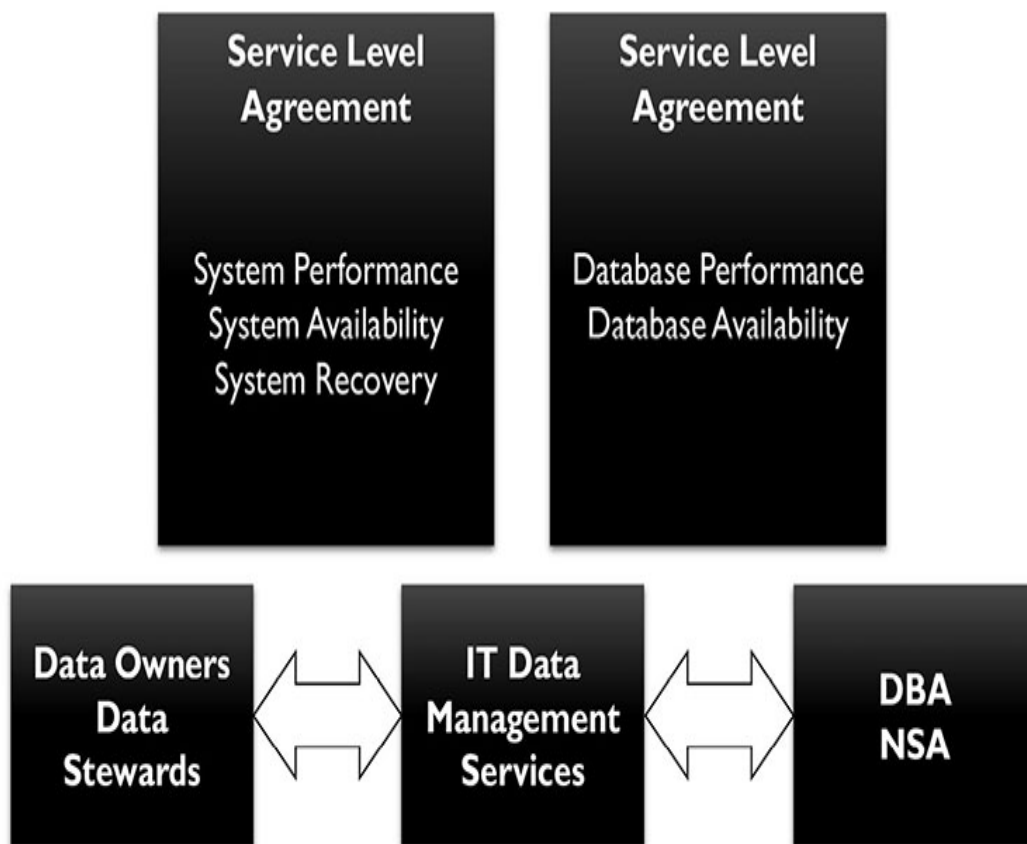 Service Level
Agreement
System Performance
System Availability
System Recovery
Service Level
Agreement
Database Performance
Database Availability
Data Owners
Data
Stewards
IT Data
Management
Services
DBA
NSA